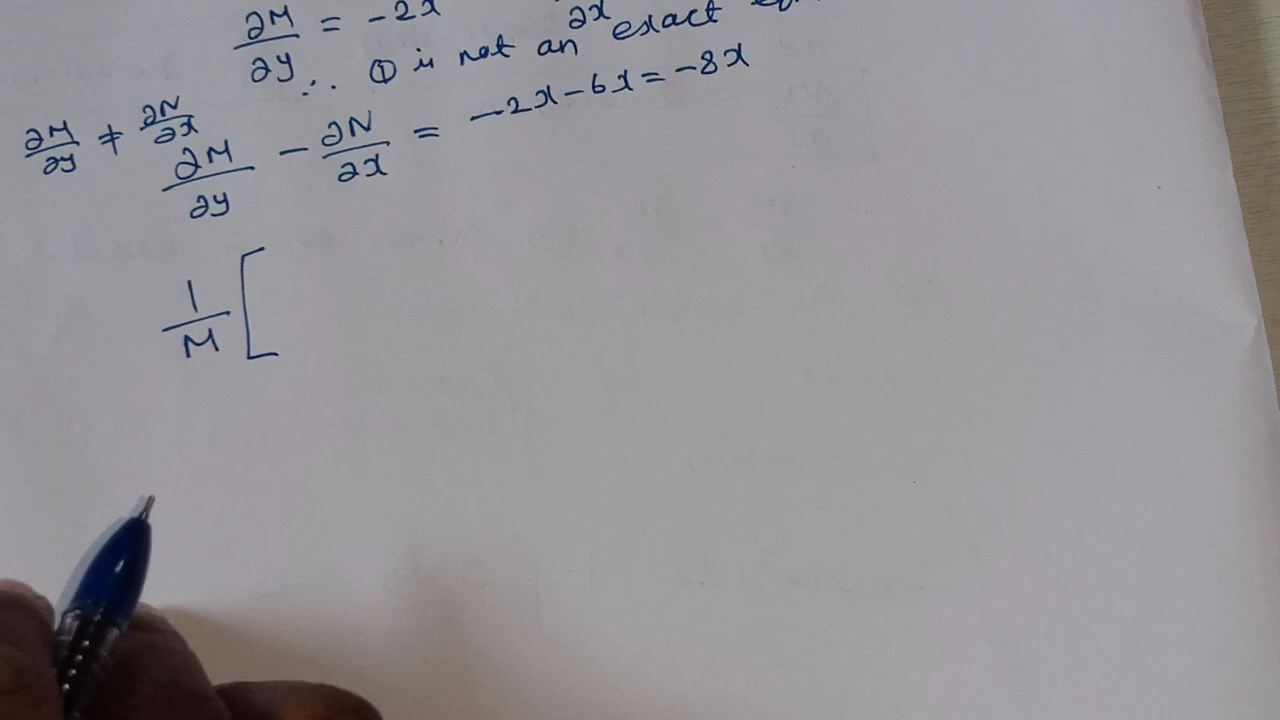 ∂M/∂y = -2x ∂x
∴ ① is not an exact
∂M/∂y ≠ ∂N/∂x
∂M/∂y - ∂N/∂x = -2x-6x = -8x
1/M [